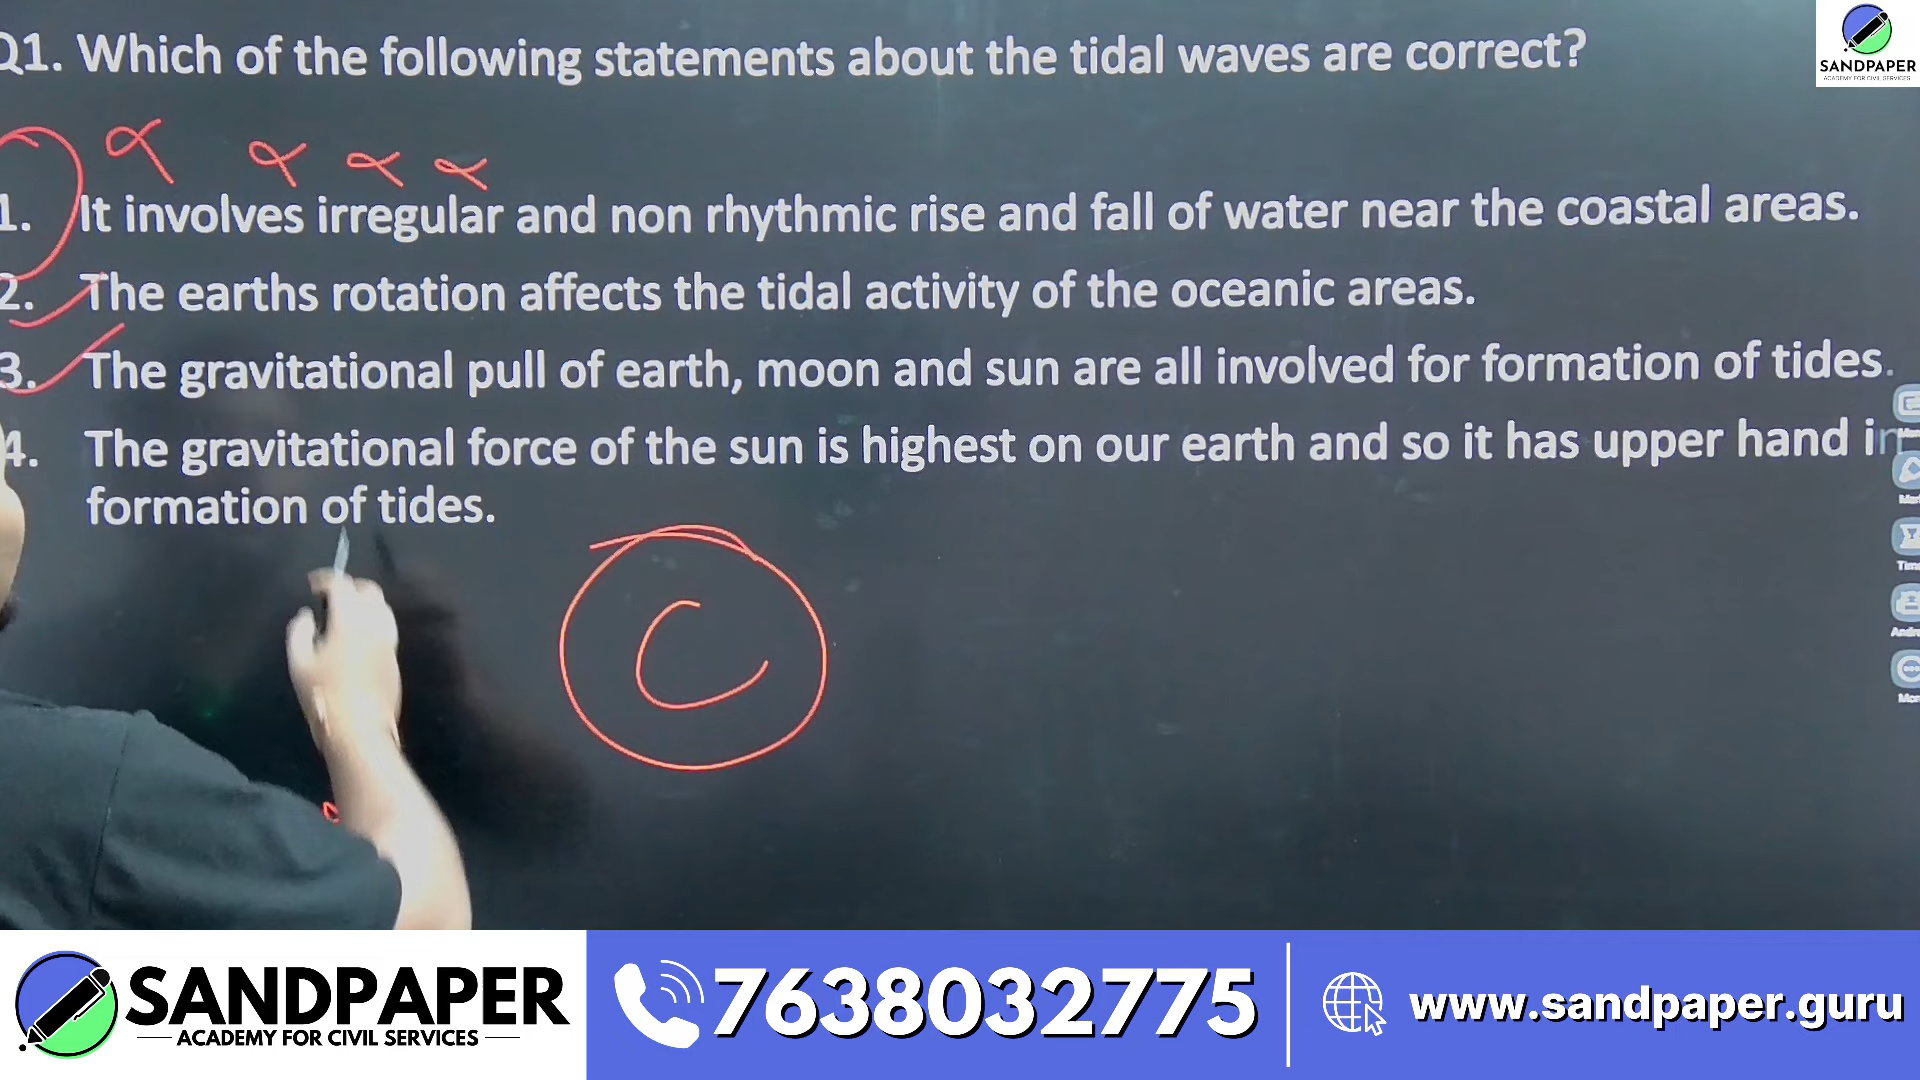 Q1. Which of the following statements about the tidal waves are correct?
1. It involves irregular and non rhythmic rise and fall of water near the coastal areas.
2. The earths rotation affects the tidal activity of the oceanic areas.
3. The gravitational pull of earth, moon and sun are all involved for formation of tides.
4. The gravitational force of the sun is highest on our earth and so it has upper hand in
formation of tides.
C
SANDPAPER
ACADEMY FOR CIVIL SERVICES
SANDPAPER
ACADEMY FOR CIVIL SERVICES
7638032775
www.sandpaper.guru